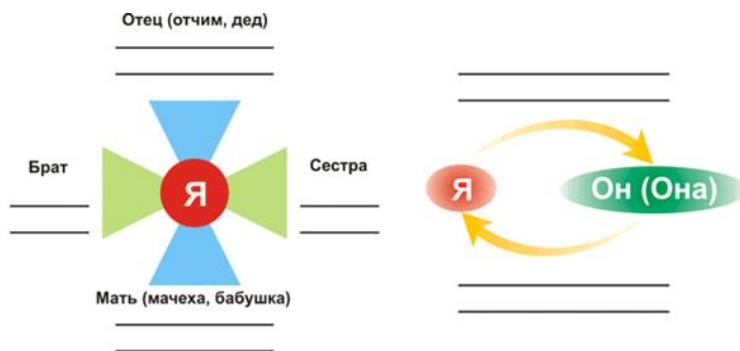 Отец (отчим, дед)
Брат
Я
Сестра
Мать (мачеха, бабушка)
Я
Он (Она)